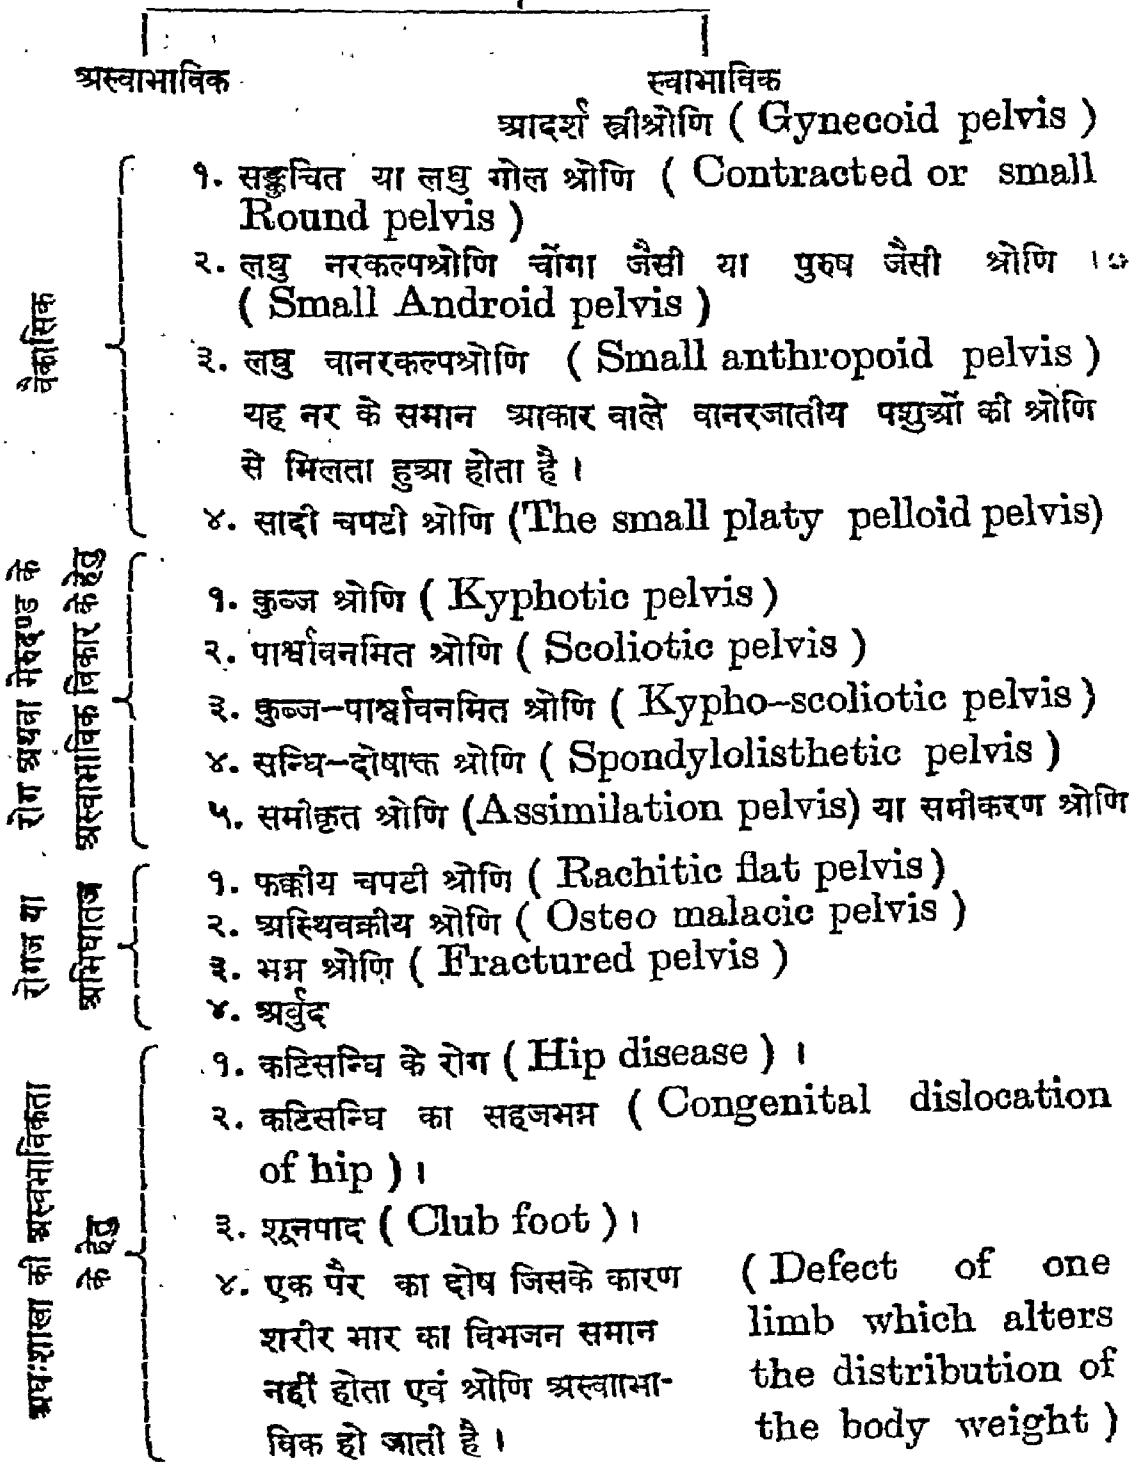 अस्वाभाविक स्वाभाविक
आदर्श स्त्रीश्रोणि ( Gynecoid pelvis )
वैकासिक
१. सङ्कुचित या लघु गोल श्रोणि ( Contracted or small
Round pelvis )
२. लघु नरकल्पश्रोणि चोंगा जैसी या पुरुष जैसी श्रोणि ।
( Small Android pelvis )
३. लघु वानरकल्पश्रोणि ( Small anthropoid pelvis )
यह नर के समान आकार वाले वानरजातीय पशुओं की श्रोणि
से मिलता हुआ होता है ।
४. सादी चपटी श्रोणि (The small platy pelloid pelvis)
रोग अथवा मेरुदण्ड के
अस्वाभाविक विकार के हेतु
१. कुब्ज श्रोणि ( Kyphotic pelvis )
२. पार्श्वावनमित श्रोणि ( Scoliotic pelvis )
३. कुब्ज-पार्श्वावनमित श्रोणि ( Kypho-scoliotic pelvis )
४. सन्धि-दोषाक्त श्रोणि ( Spondylolisthetic pelvis )
५. समीकृत श्रोणि (Assimilation pelvis) या समीकरण श्रोणि
रोगज या
अभिघातज
१. फक्कीय चपटी श्रोणि ( Rachitic flat pelvis )
२. अस्थिवक्रीय श्रोणि ( Osteo malacic pelvis )
३. भग्न श्रोणि ( Fractured pelvis )
४. अर्वुद
अधःशाखा की अस्वभाविकता
के हेतु
१. कटिसन्धि के रोग ( Hip disease ) ।
२. कटिसन्धि का सहजभग्न ( Congenital dislocation
of hip ) ।
३. शूनपाद ( Club foot ) ।
४. एक पैर का दोष जिसके कारण ( Defect of one
शरीर भार का विभजन समान limb which alters
नहीं होता एवं श्रोणि अस्वााभा- the distribution of
विक हो जाती है । the body weight )